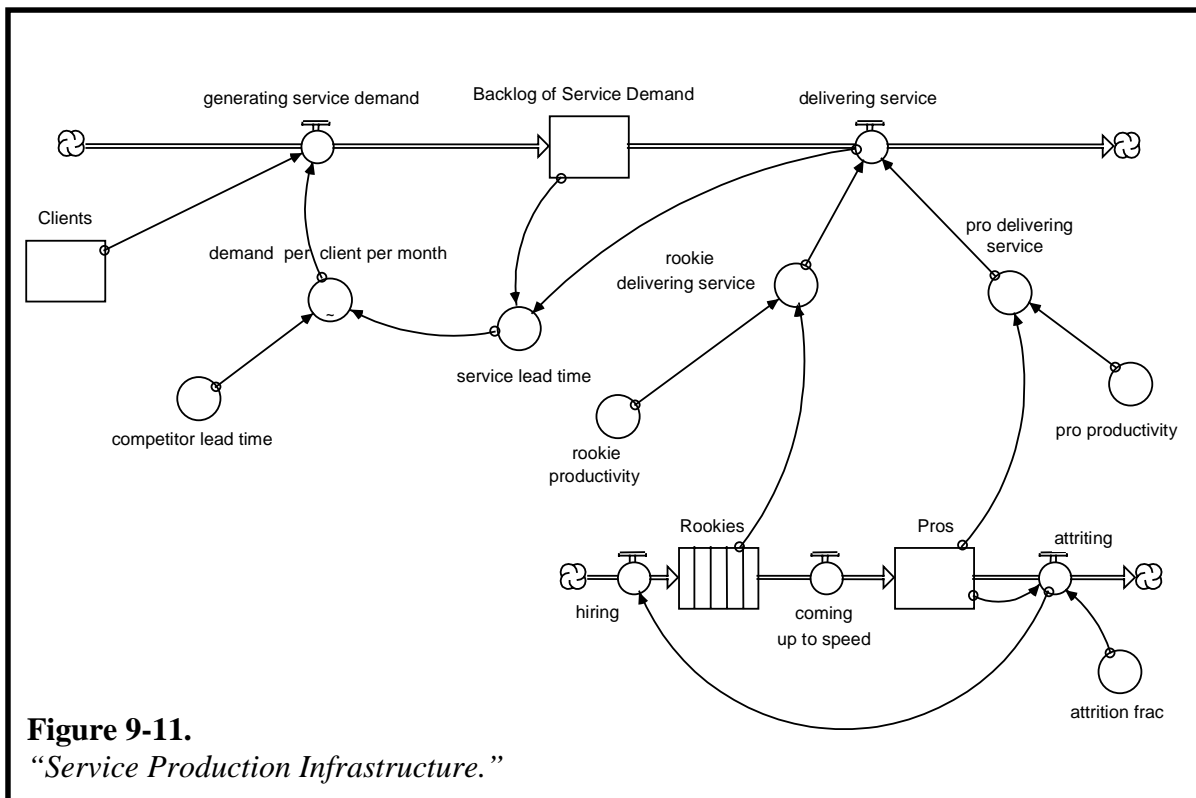 generating service demand
Backlog of Service Demand
delivering service
Clients
demand per client per month
rookie
delivering service
pro delivering
service
service lead time
competitor lead time
rookie
productivity
pro productivity
~
Rookies
Pros
attriting
hiring
coming
up to speed
attrition frac
Figure 9-11.
“Service Production Infrastructure.”